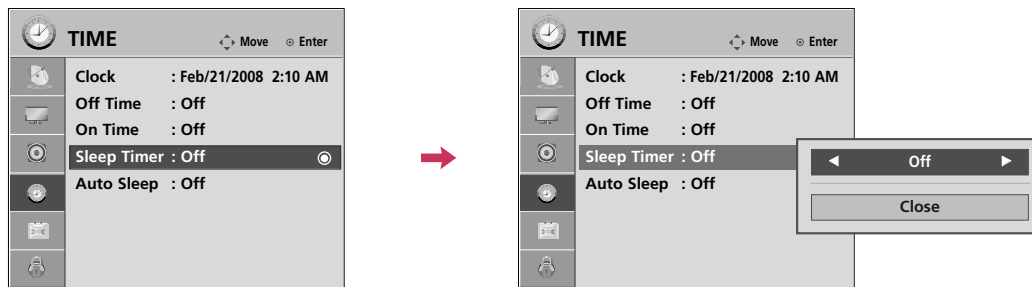 TIME Move Enter
Clock : Feb/21/2008 2:10 AM
Off Time : Off
On Time : Off
Sleep Timer : Off
Auto Sleep : Off
TIME Move Enter
Clock : Feb/21/2008 2:10 AM
Off Time : Off
On Time : Off
Sleep Timer : Off
Auto Sleep : Off
Off
Close